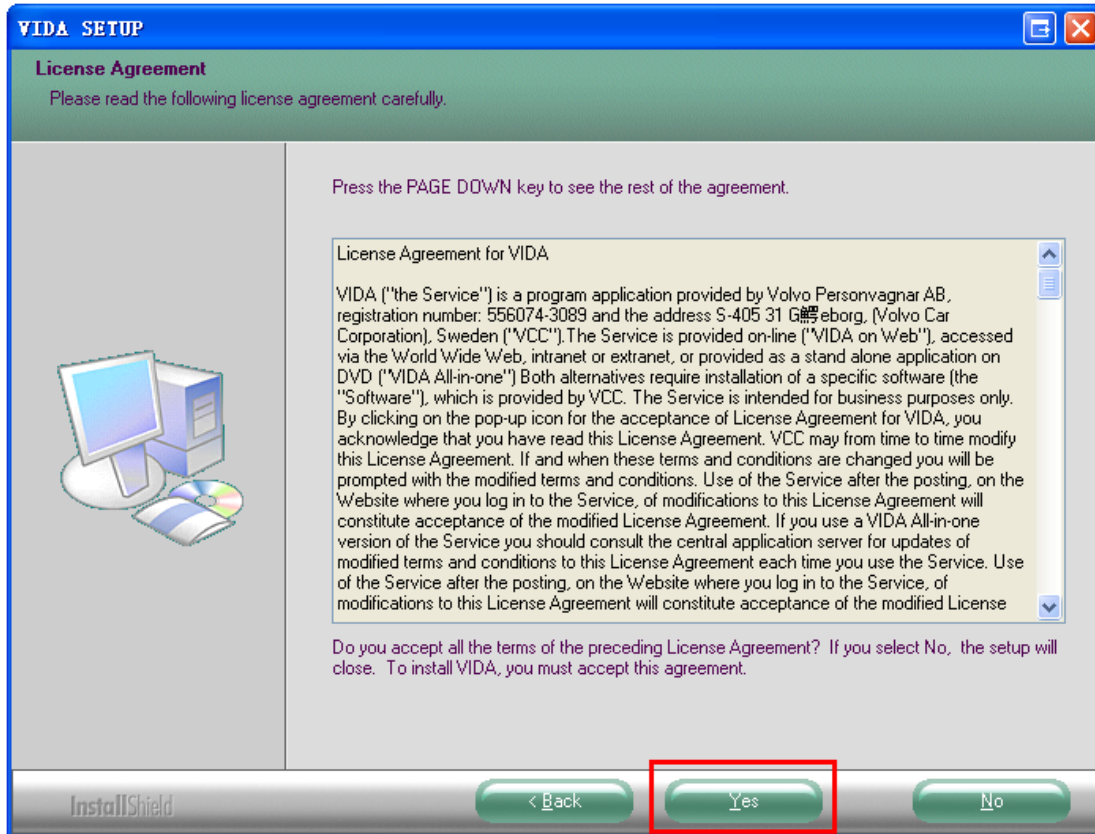 VIDA SETUP
License Agreement
Please read the following license agreement carefully.
Press the PAGE DOWN key to see the rest of the agreement.
License Agreement for VIDA
VIDA ("the Service") is a program application provided by Volvo Personvagnar AB,
registration number: 556074-3089 and the address S-405 31 G鰐eborg, (Volvo Car
Corporation), Sweden ("VCC").The Service is provided on-line ("VIDA on Web"), accessed
via the World Wide Web, intranet or extranet, or provided as a stand alone application on
DVD ("VIDA All-in-one") Both alternatives require installation of a specific software (the
"Software"), which is provided by VCC. The Service is intended for business purposes only.
By clicking on the pop-up icon for the acceptance of License Agreement for VIDA, you
acknowledge that you have read this License Agreement. VCC may from time to time modify
this License Agreement. If and when these terms and conditions are changed you will be
prompted with the modified terms and conditions. Use of the Service after the posting, on the
Website where you log in to the Service, of modifications to this License Agreement will
constitute acceptance of the modified License Agreement. If you use a VIDA All-in-one
version of the Service you should consult the central application server for updates of
modified terms and conditions to this License Agreement each time you use the Service. Use
of the Service after the posting, on the Website where you log in to the Service, of
modifications to this License Agreement will constitute acceptance of the modified License
Do you accept all the terms of the preceding License Agreement? If you select No, the setup will
close. To install VIDA, you must accept this agreement.
InstallShield
< Back
Yes
No